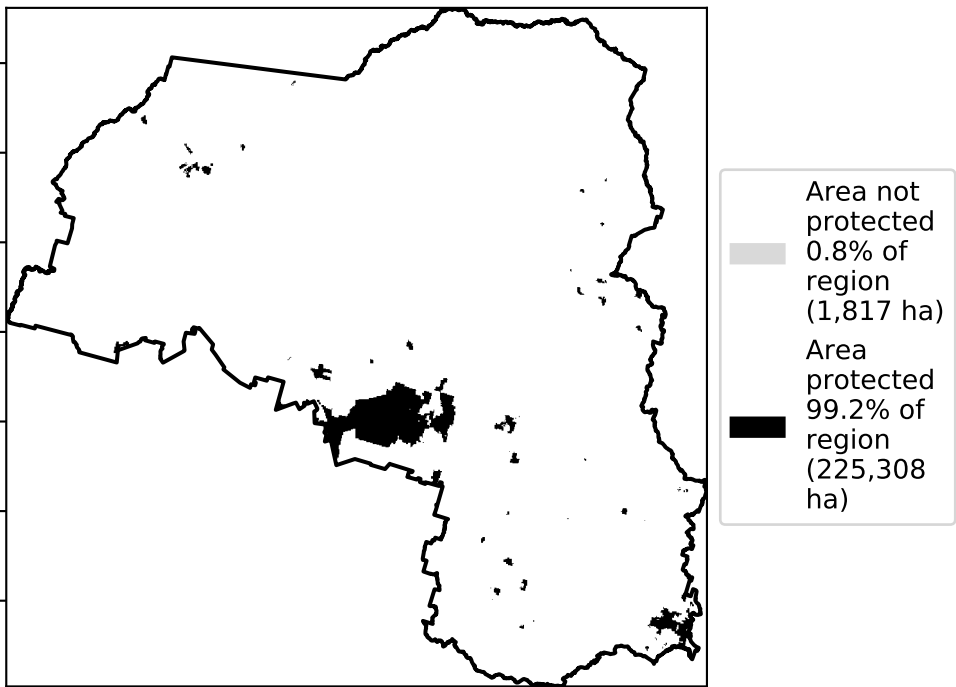 Area not
protected
0.8% of
region
(1,817 ha)
Area
protected
99.2% of
region
(225,308
ha)